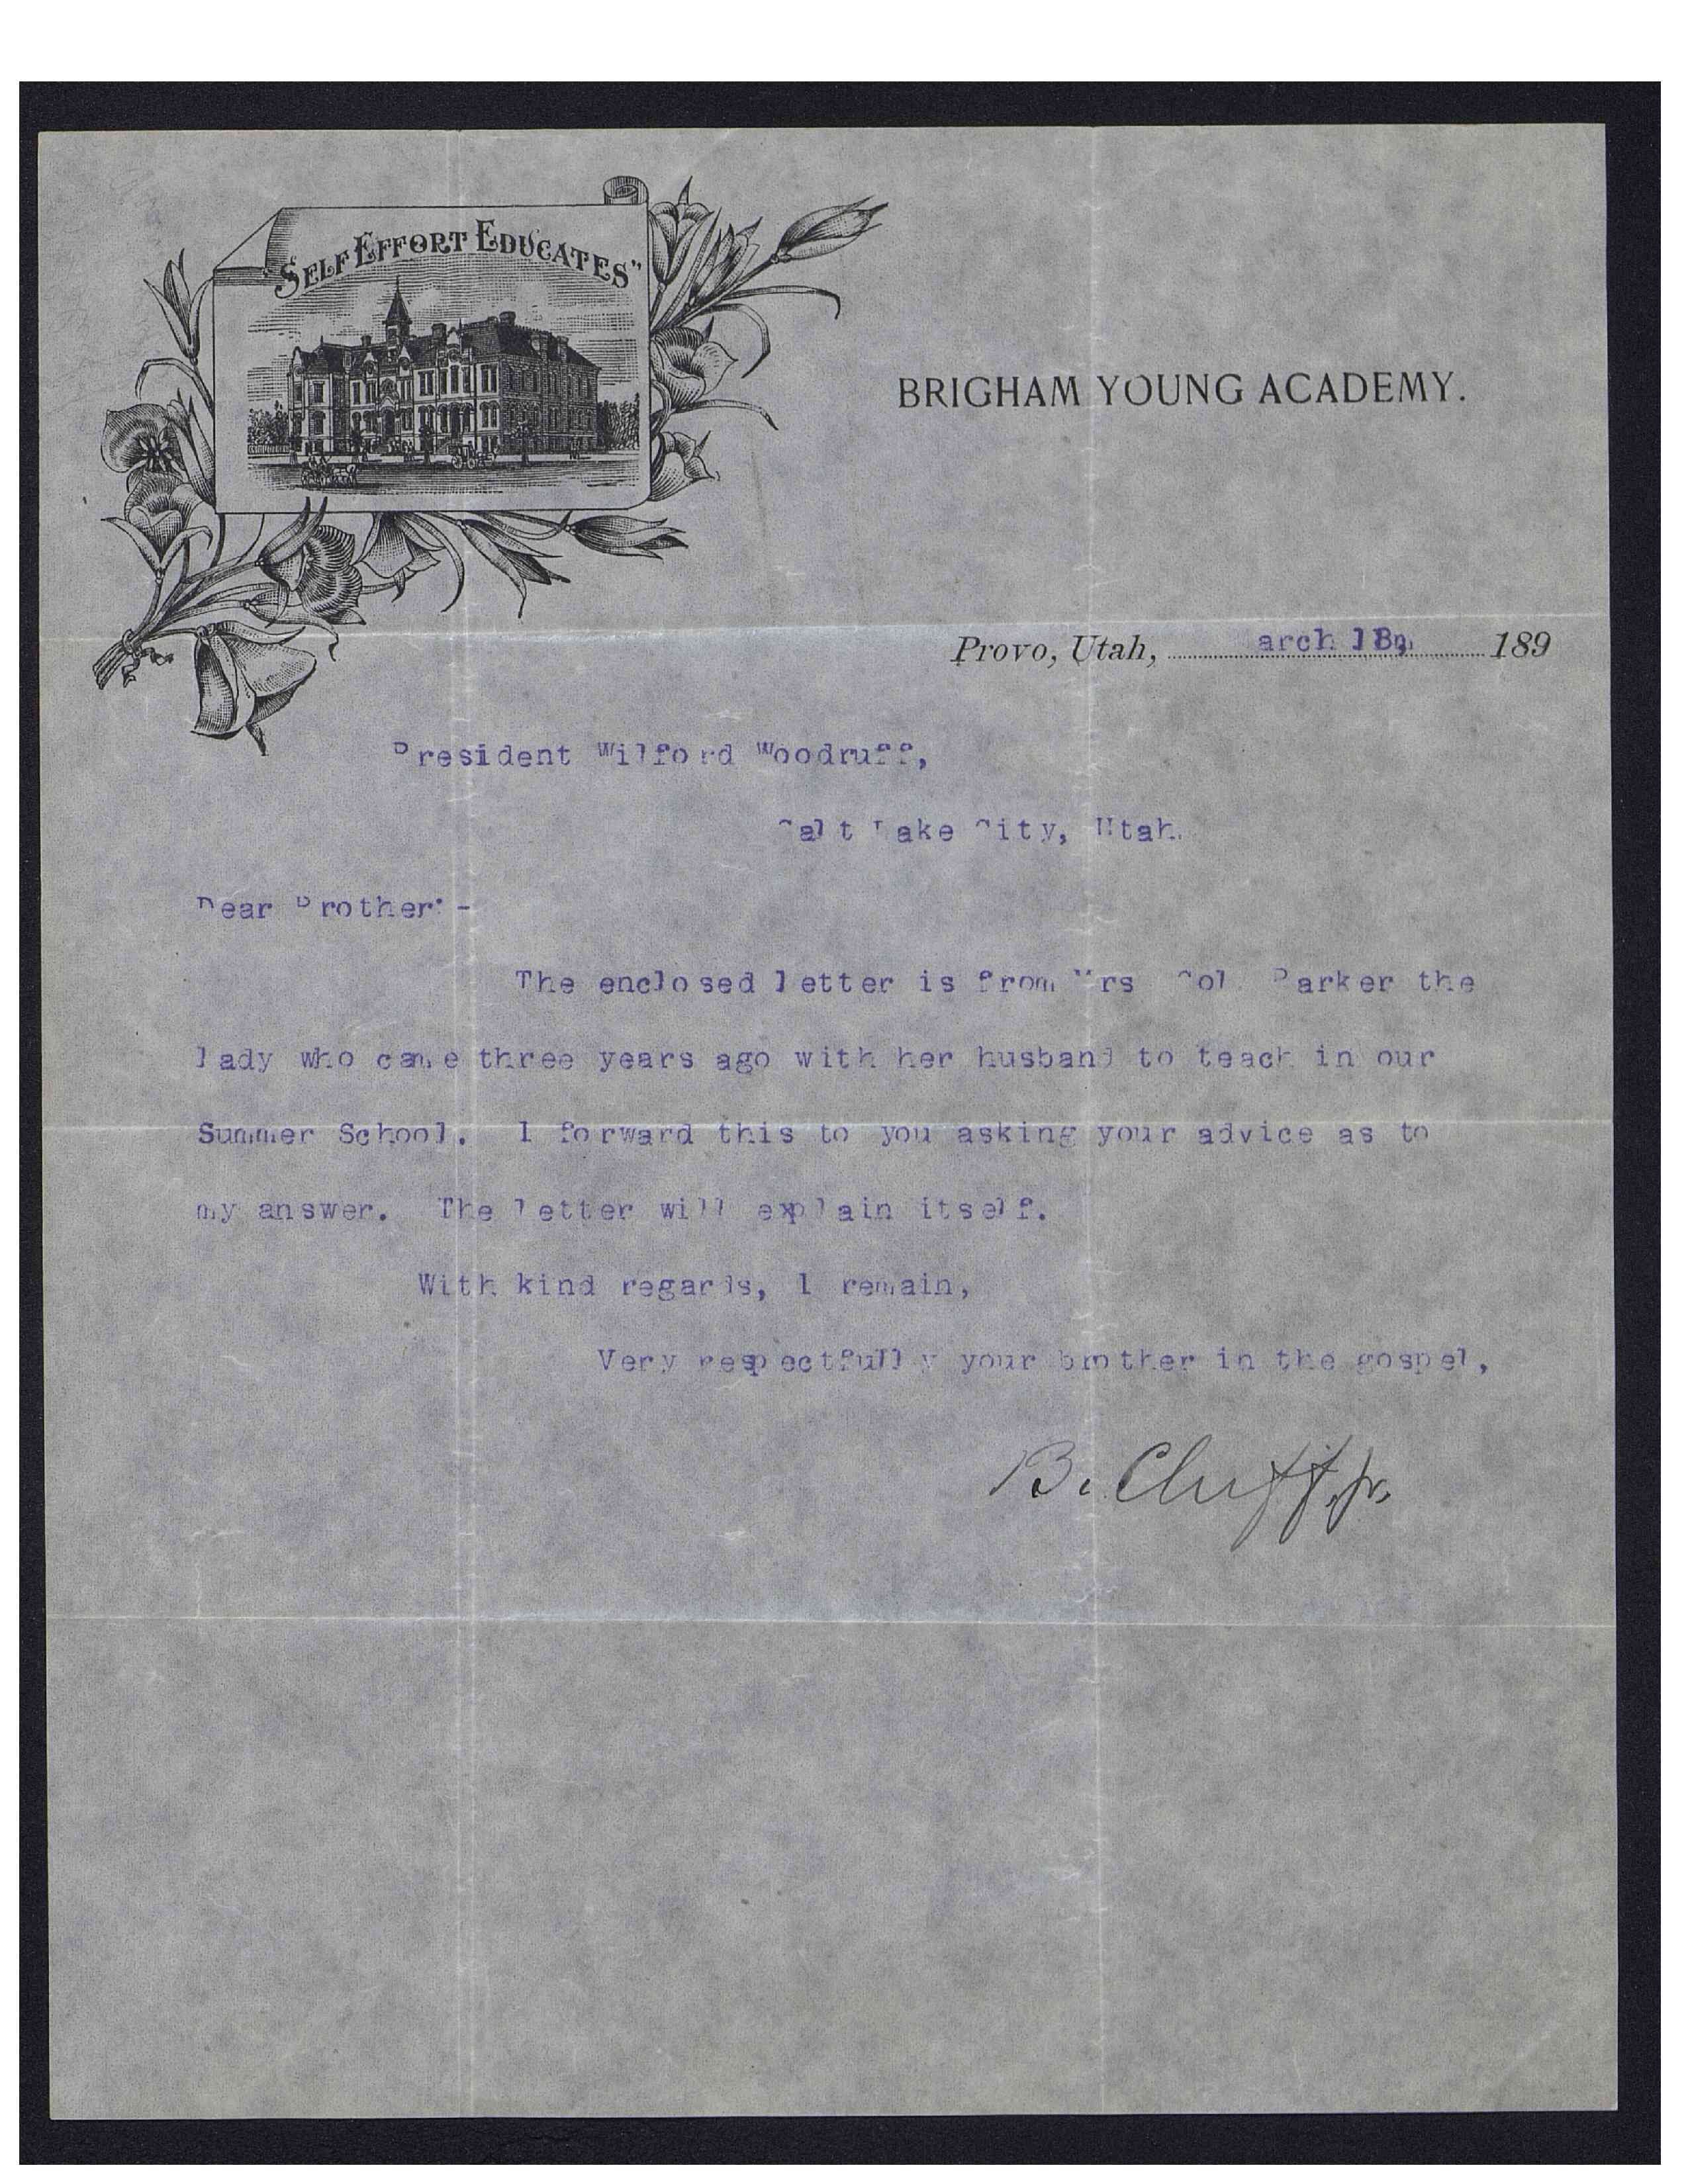 "SELF EFFORT EDUCATES"
BRIGHAM YOUNG ACADEMY.
Provo, Utah, arch 18, 189
President Wilford Woodruff,
Salt Lake City, Utah.
Dear Brother:-
The enclosed letter is from Mrs Col. Parker the
lady who came three years ago with her husband to teach in our
Summer School. I forward this to you asking your advice as to
my answer. The letter will explain itself.
With kind regards, I remain,
Very respectfully your brother in the gospel,
B. Cluff, jr.